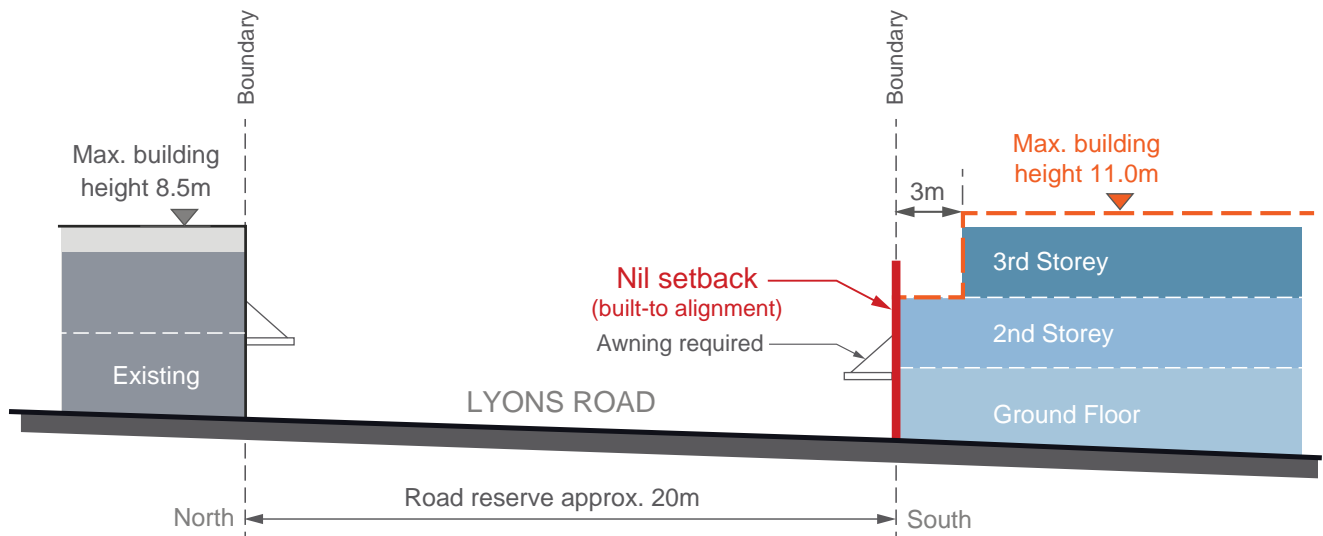 Boundary
Boundary
Max. building
height 8.5m
Max. building
height 11.0m
3m
3rd Storey
Nil setback
(built-to alignment)
2nd Storey
Awning required
Existing
LYONS ROAD
Ground Floor
Road reserve approx. 20m
North
South